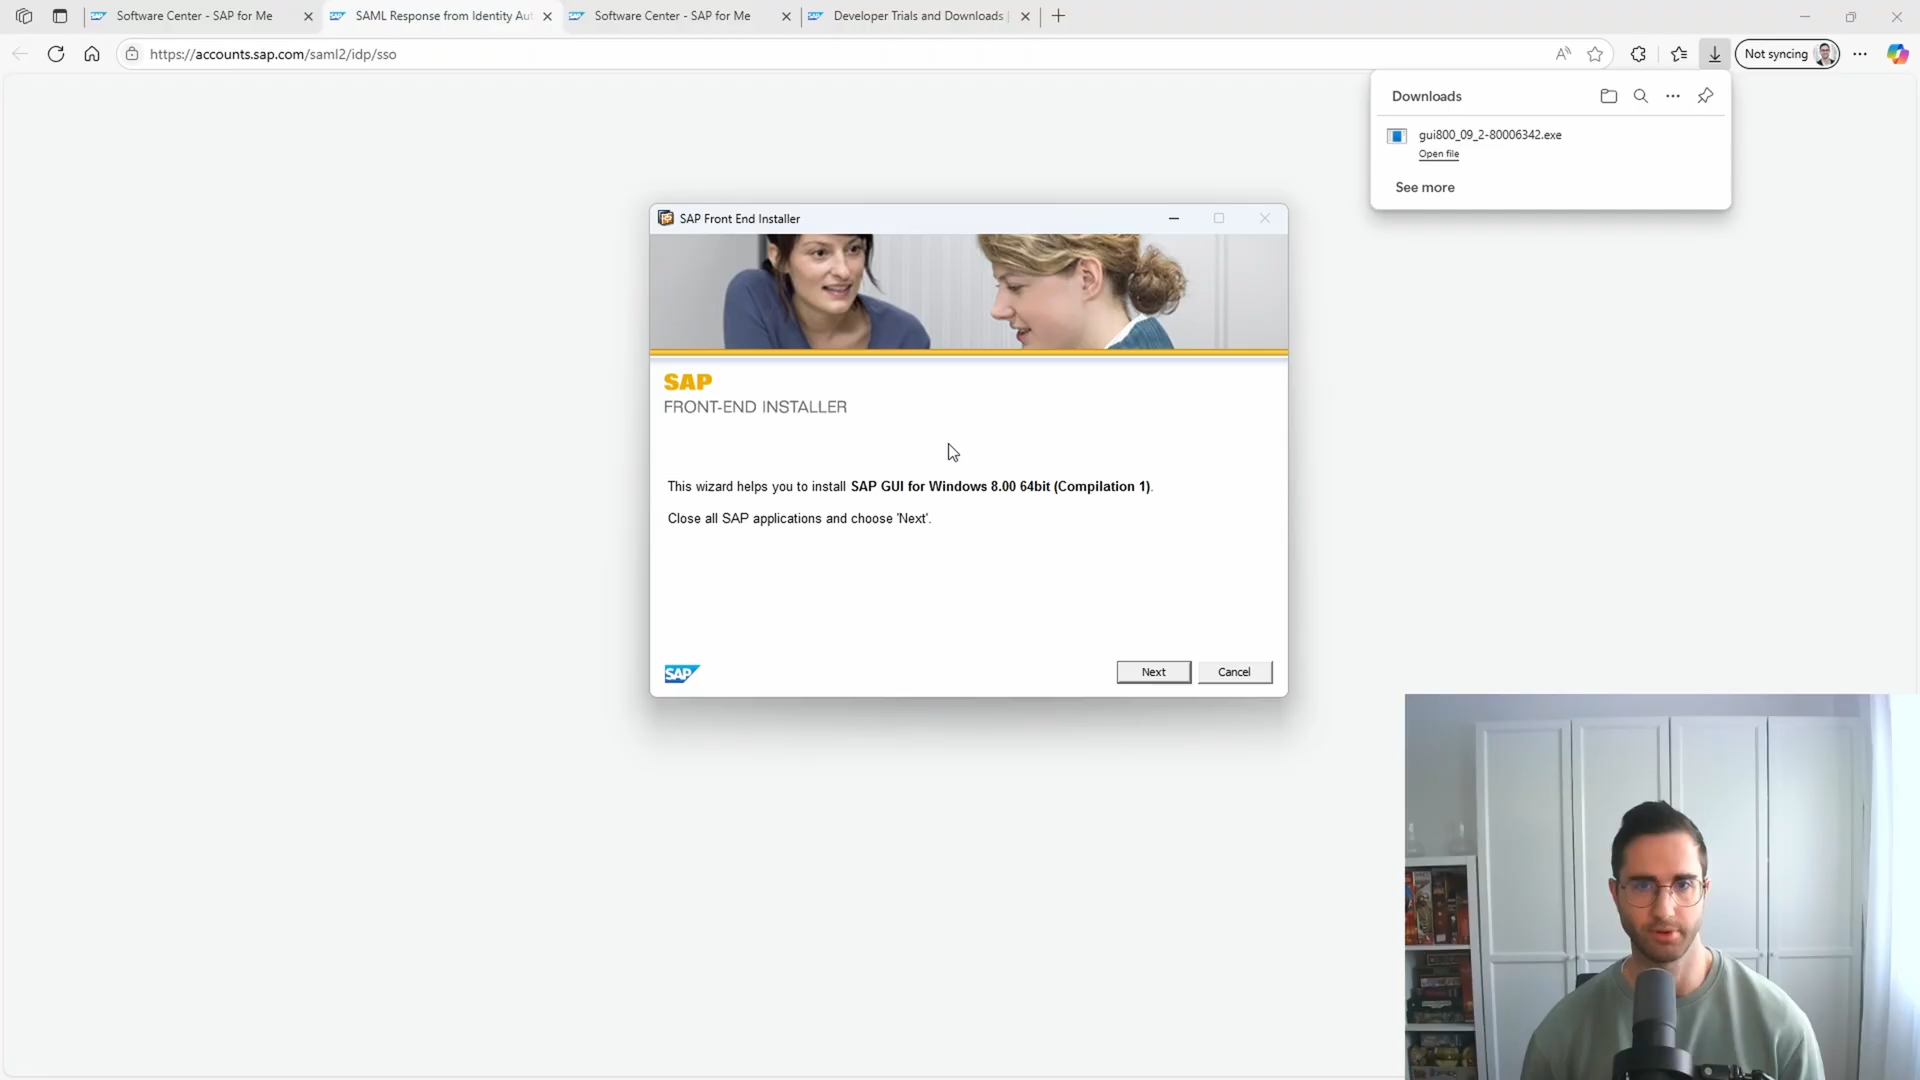 Software Center - SAP for Me
SAML Response from Identity Aut
Software Center - SAP for Me
Developer Trials and Downloads |
https://accounts.sap.com/saml2/idp/sso
Not syncing
Downloads
gui800_09_2-80006342.exe
Open file
See more
SAP Front End Installer
SAP
FRONT-END INSTALLER
This wizard helps you to install SAP GUI for Windows 8.00 64bit (Compilation 1).
Close all SAP applications and choose 'Next'.
SAP
Next
Cancel